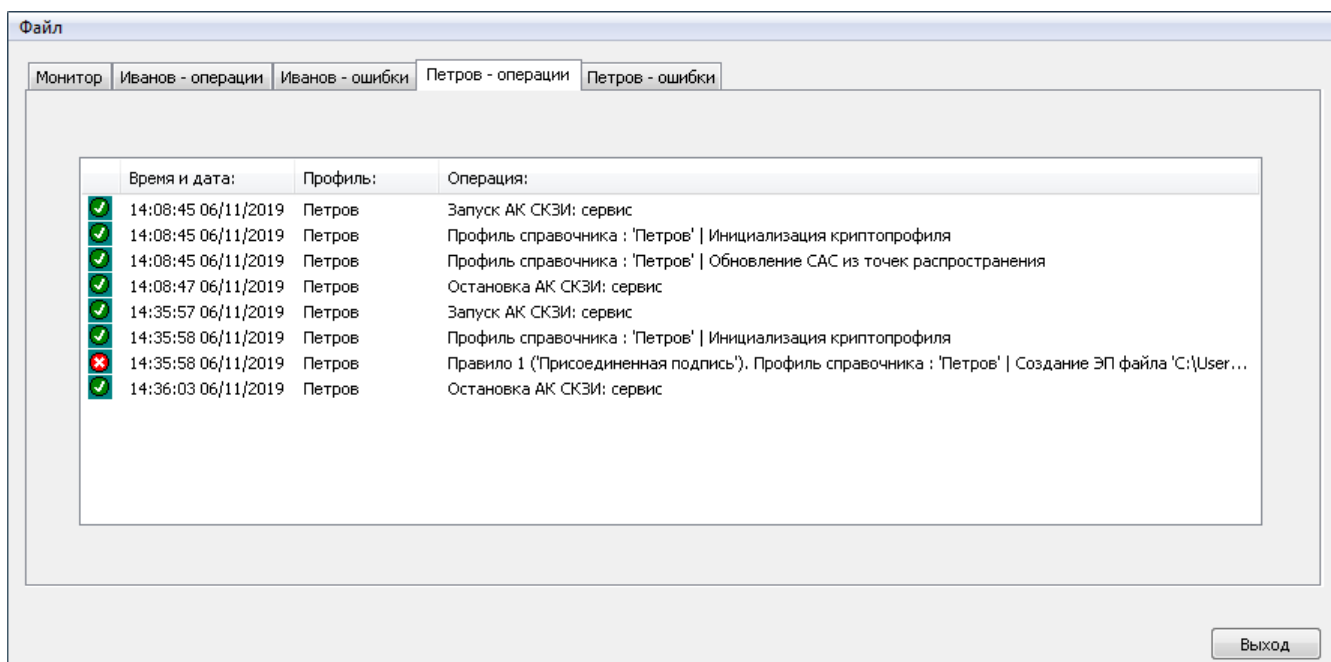 Файл
Монитор Иванов - операции Иванов - ошибки Петров - операции Петров - ошибки
Время и дата: Профиль: Операция:
14:08:45 06/11/2019 Петров Запуск АК СКЗИ: сервис
14:08:45 06/11/2019 Петров Профиль справочника : 'Петров' | Инициализация криптопрофиля
14:08:45 06/11/2019 Петров Профиль справочника : 'Петров' | Обновление САС из точек распространения
14:08:47 06/11/2019 Петров Остановка АК СКЗИ: сервис
14:35:57 06/11/2019 Петров Запуск АК СКЗИ: сервис
14:35:58 06/11/2019 Петров Профиль справочника : 'Петров' | Инициализация криптопрофиля
14:35:58 06/11/2019 Петров Правило 1 ('Присоединенная подпись'). Профиль справочника : 'Петров' | Создание ЭП файла 'C:\User...
14:36:03 06/11/2019 Петров Остановка АК СКЗИ: сервис
Выход